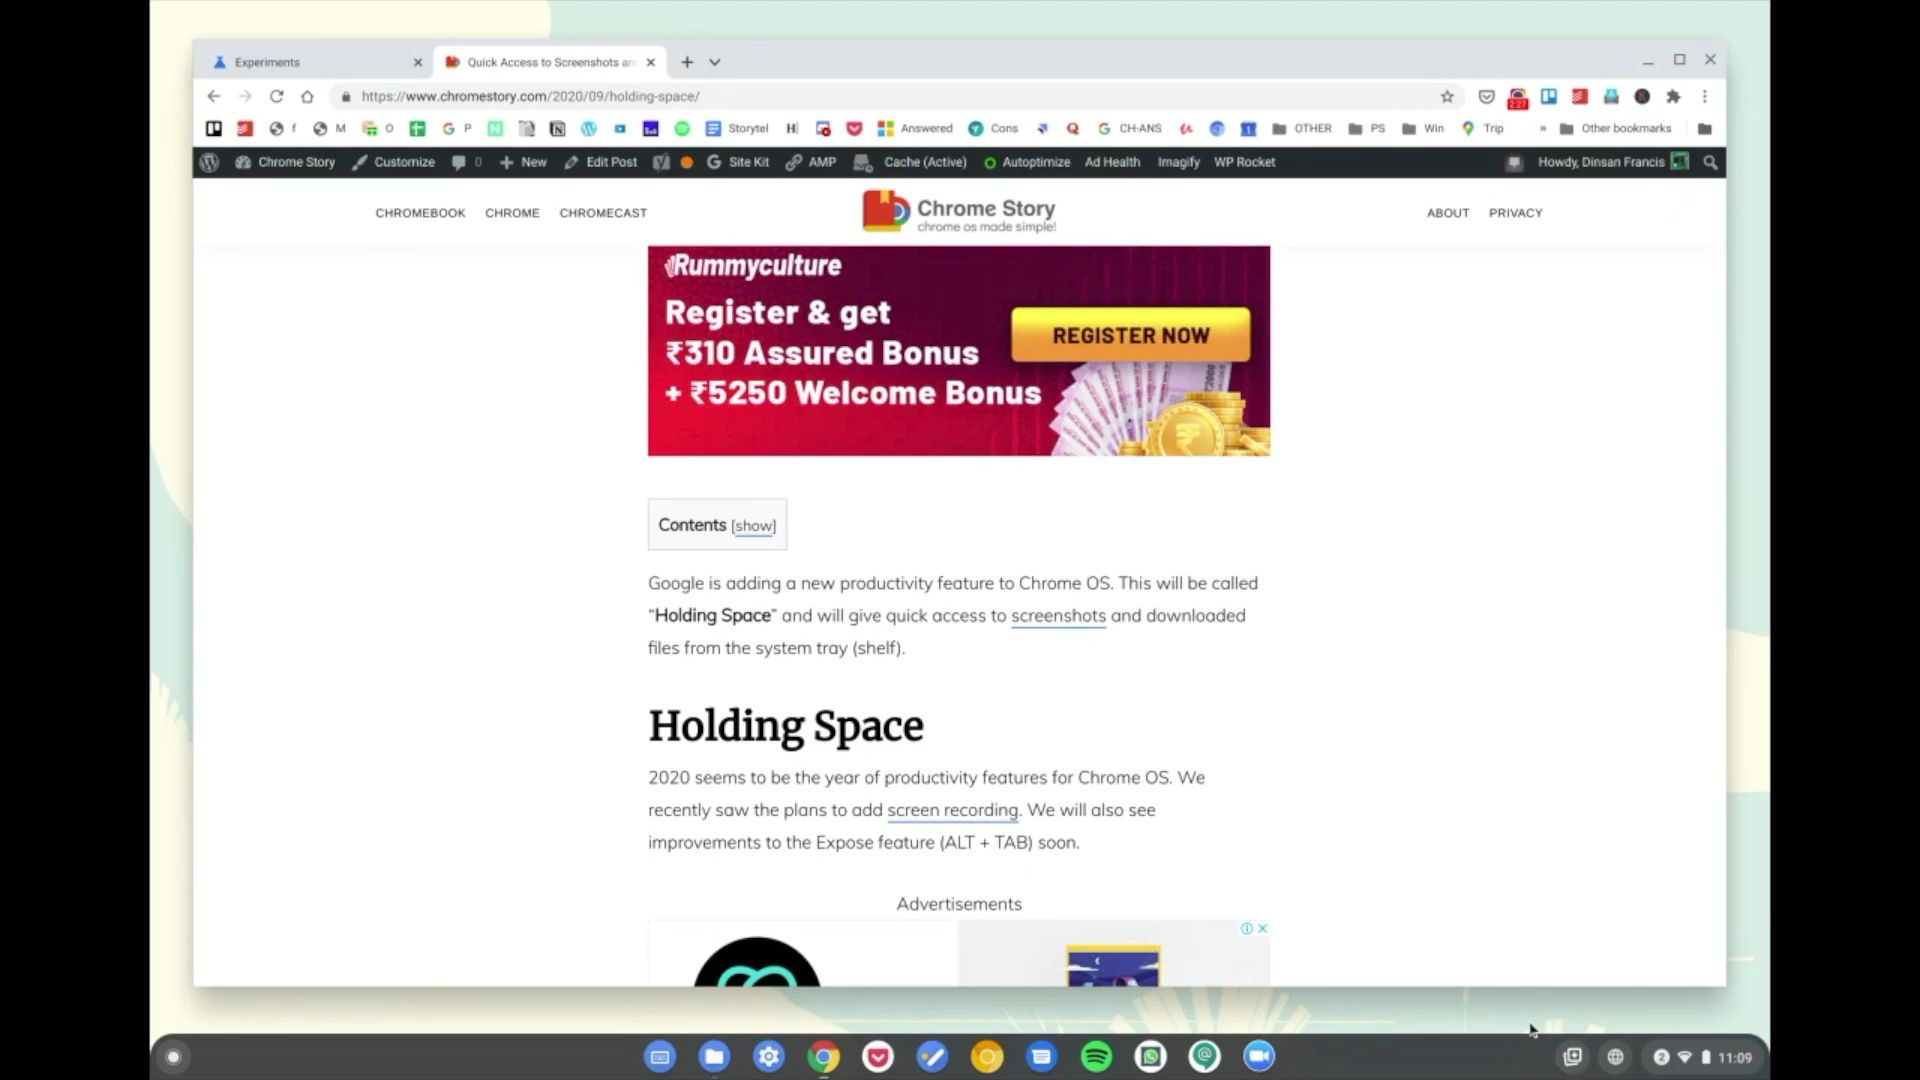 Experiments
Quick Access to Screenshots an
https://www.chromestory.com/2020/09/holding-space/
2:27
f M O G P Storytel H Answered Cons Q G CH-ANS OTHER PS Win Trip » Other bookmarks
Chrome Story Customize 0 New Edit Post Site Kit AMP Cache (Active) Autoptimize Ad Health Imagify WP Rocket Howdy, Dinsan Francis
CHROMEBOOK CHROME CHROMECAST
Chrome Story
chrome os made simple!
ABOUT PRIVACY
Rummyculture
Register & get
₹310 Assured Bonus
+ ₹5250 Welcome Bonus
REGISTER NOW
Contents [show]
Google is adding a new productivity feature to Chrome OS. This will be called
“Holding Space” and will give quick access to screenshots and downloaded
files from the system tray (shelf).
Holding Space
2020 seems to be the year of productivity features for Chrome OS. We
recently saw the plans to add screen recording. We will also see
improvements to the Expose feature (ALT + TAB) soon.
Advertisements
2 11:09